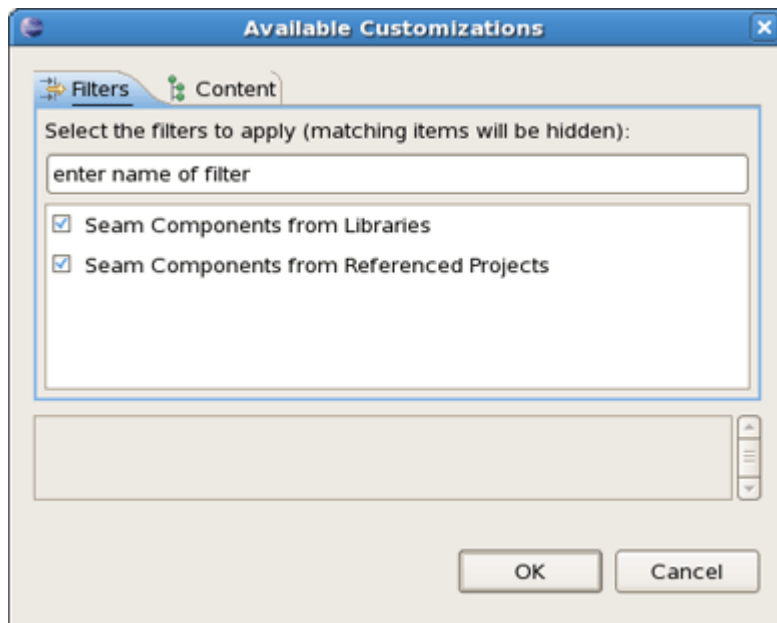 Available Customizations
Filters
Content
Select the filters to apply (matching items will be hidden):
enter name of filter
Seam Components from Libraries
Seam Components from Referenced Projects
OK
Cancel